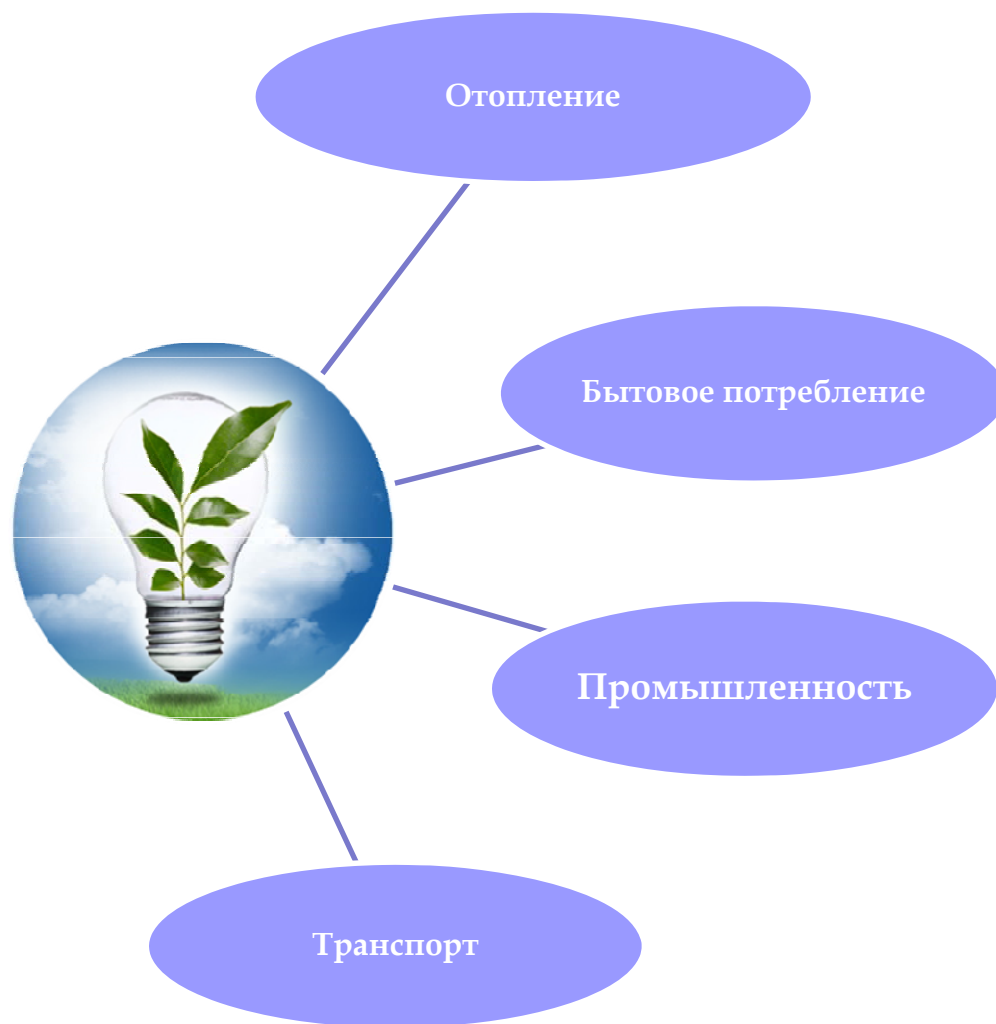 Отопление
Бытовое потребление
Промышленность
Транспорт